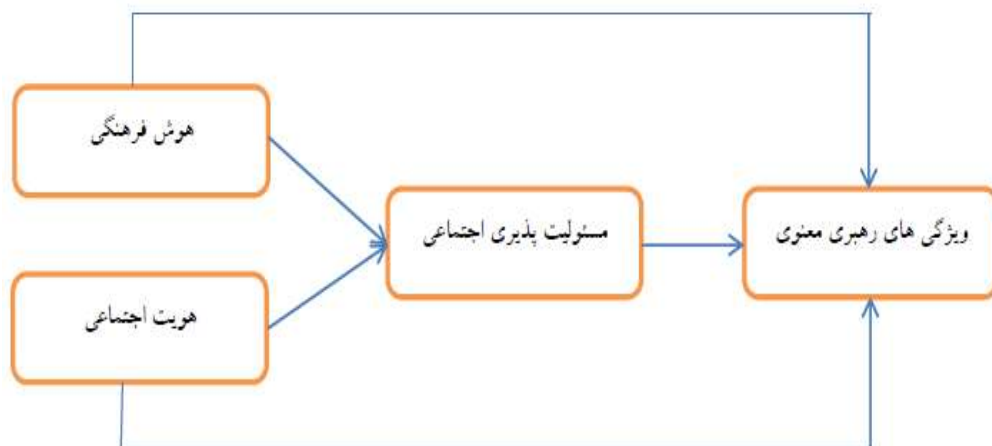 هوش فرهنگی
مسئولیت پذیری اجتماعی
ویژگی های رهبری معنوی
هویت اجتماعی